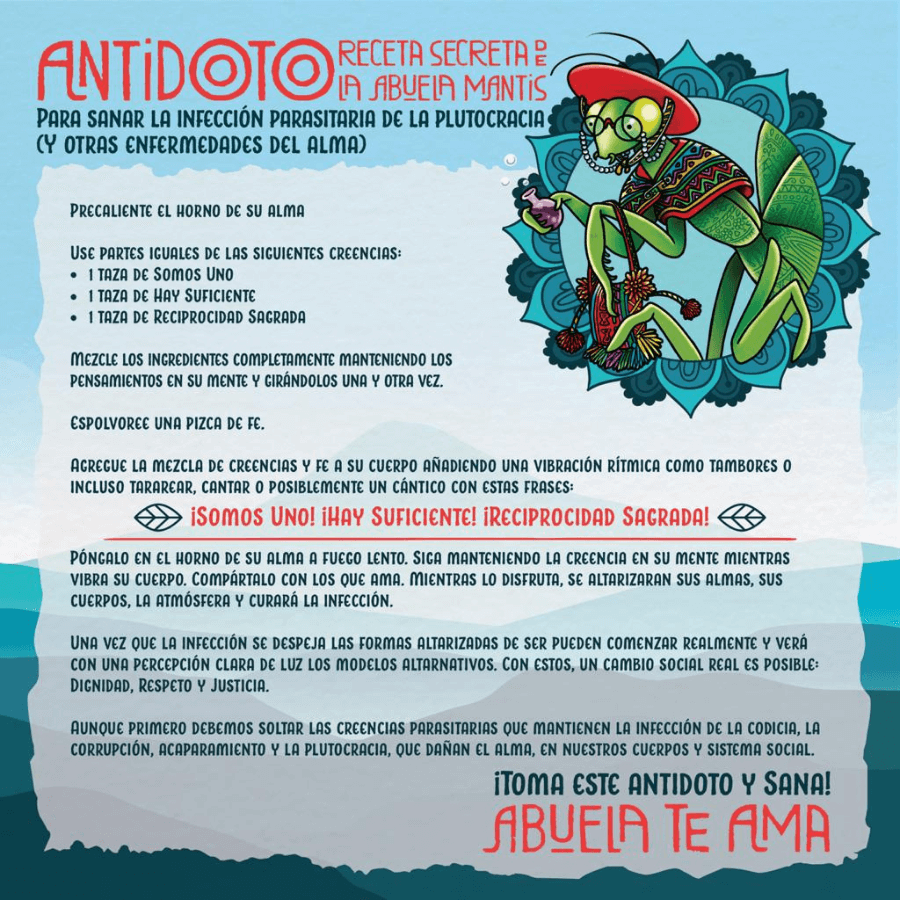 ANTIDOTO RECETA SECRETA DE
LA ABUELA MANTIS
PARA SANAR LA INFECCIÓN PARASITARIA DE LA PLUTOCRACIA
(Y OTRAS ENFERMEDADES DEL ALMA)
PRECALIENTE EL HORNO DE SU ALMA
USE PARTES IGUALES DE LAS SIGUIENTES CREENCIAS:
• 1 TAZA DE SOMOS UNO
• 1 TAZA DE HAY SUFICIENTE
• 1 TAZA DE RECIPROCIDAD SAGRADA
MEZCLE LOS INGREDIENTES COMPLETAMENTE MANTENIENDO LOS
PENSAMIENTOS EN SU MENTE Y GIRÁNDOLOS UNA Y OTRA VEZ.
ESPOLVOREE UNA PIZCA DE FE.
AGREGUE LA MEZCLA DE CREENCIAS Y FE A SU CUERPO AÑADIENDO UNA VIBRACIÓN RÍTMICA COMO TAMBORES O
INCLUSO TARAREAR, CANTAR O POSIBLEMENTE UN CÁNTICO CON ESTAS FRASES:
¡SOMOS UNO! ¡HAY SUFICIENTE! ¡RECIPROCIDAD SAGRADA!
PÓNGALO EN EL HORNO DE SU ALMA A FUEGO LENTO. SIGA MANTENIENDO LA CREENCIA EN SU MENTE MIENTRAS
VIBRA SU CUERPO. COMPÁRTALO CON LOS QUE AMA. MIENTRAS LO DISFRUTA, SE ALTARIZARAN SUS ALMAS, SUS
CUERPOS, LA ATMÓSFERA Y CURARÁ LA INFECCIÓN.
UNA VEZ QUE LA INFECCIÓN SE DESPEJA LAS FORMAS ALTARIZADAS DE SER PUEDEN COMENZAR REALMENTE Y VERÁ
CON UNA PERCEPCIÓN CLARA DE LUZ LOS MODELOS ALTARNATIVOS. CON ESTOS, UN CAMBIO SOCIAL REAL ES POSIBLE:
DIGNIDAD, RESPETO Y JUSTICIA.
AUNQUE PRIMERO DEBEMOS SOLTAR LAS CREENCIAS PARASITARIAS QUE MANTIENEN LA INFECCIÓN DE LA CODICIA, LA
CORRUPCIÓN, ACAPARAMIENTO Y LA PLUTOCRACIA, QUE DAÑAN EL ALMA, EN NUESTROS CUERPOS Y SISTEMA SOCIAL.
¡TOMA ESTE ANTIDOTO Y SANA!
ABUELA TE AMA